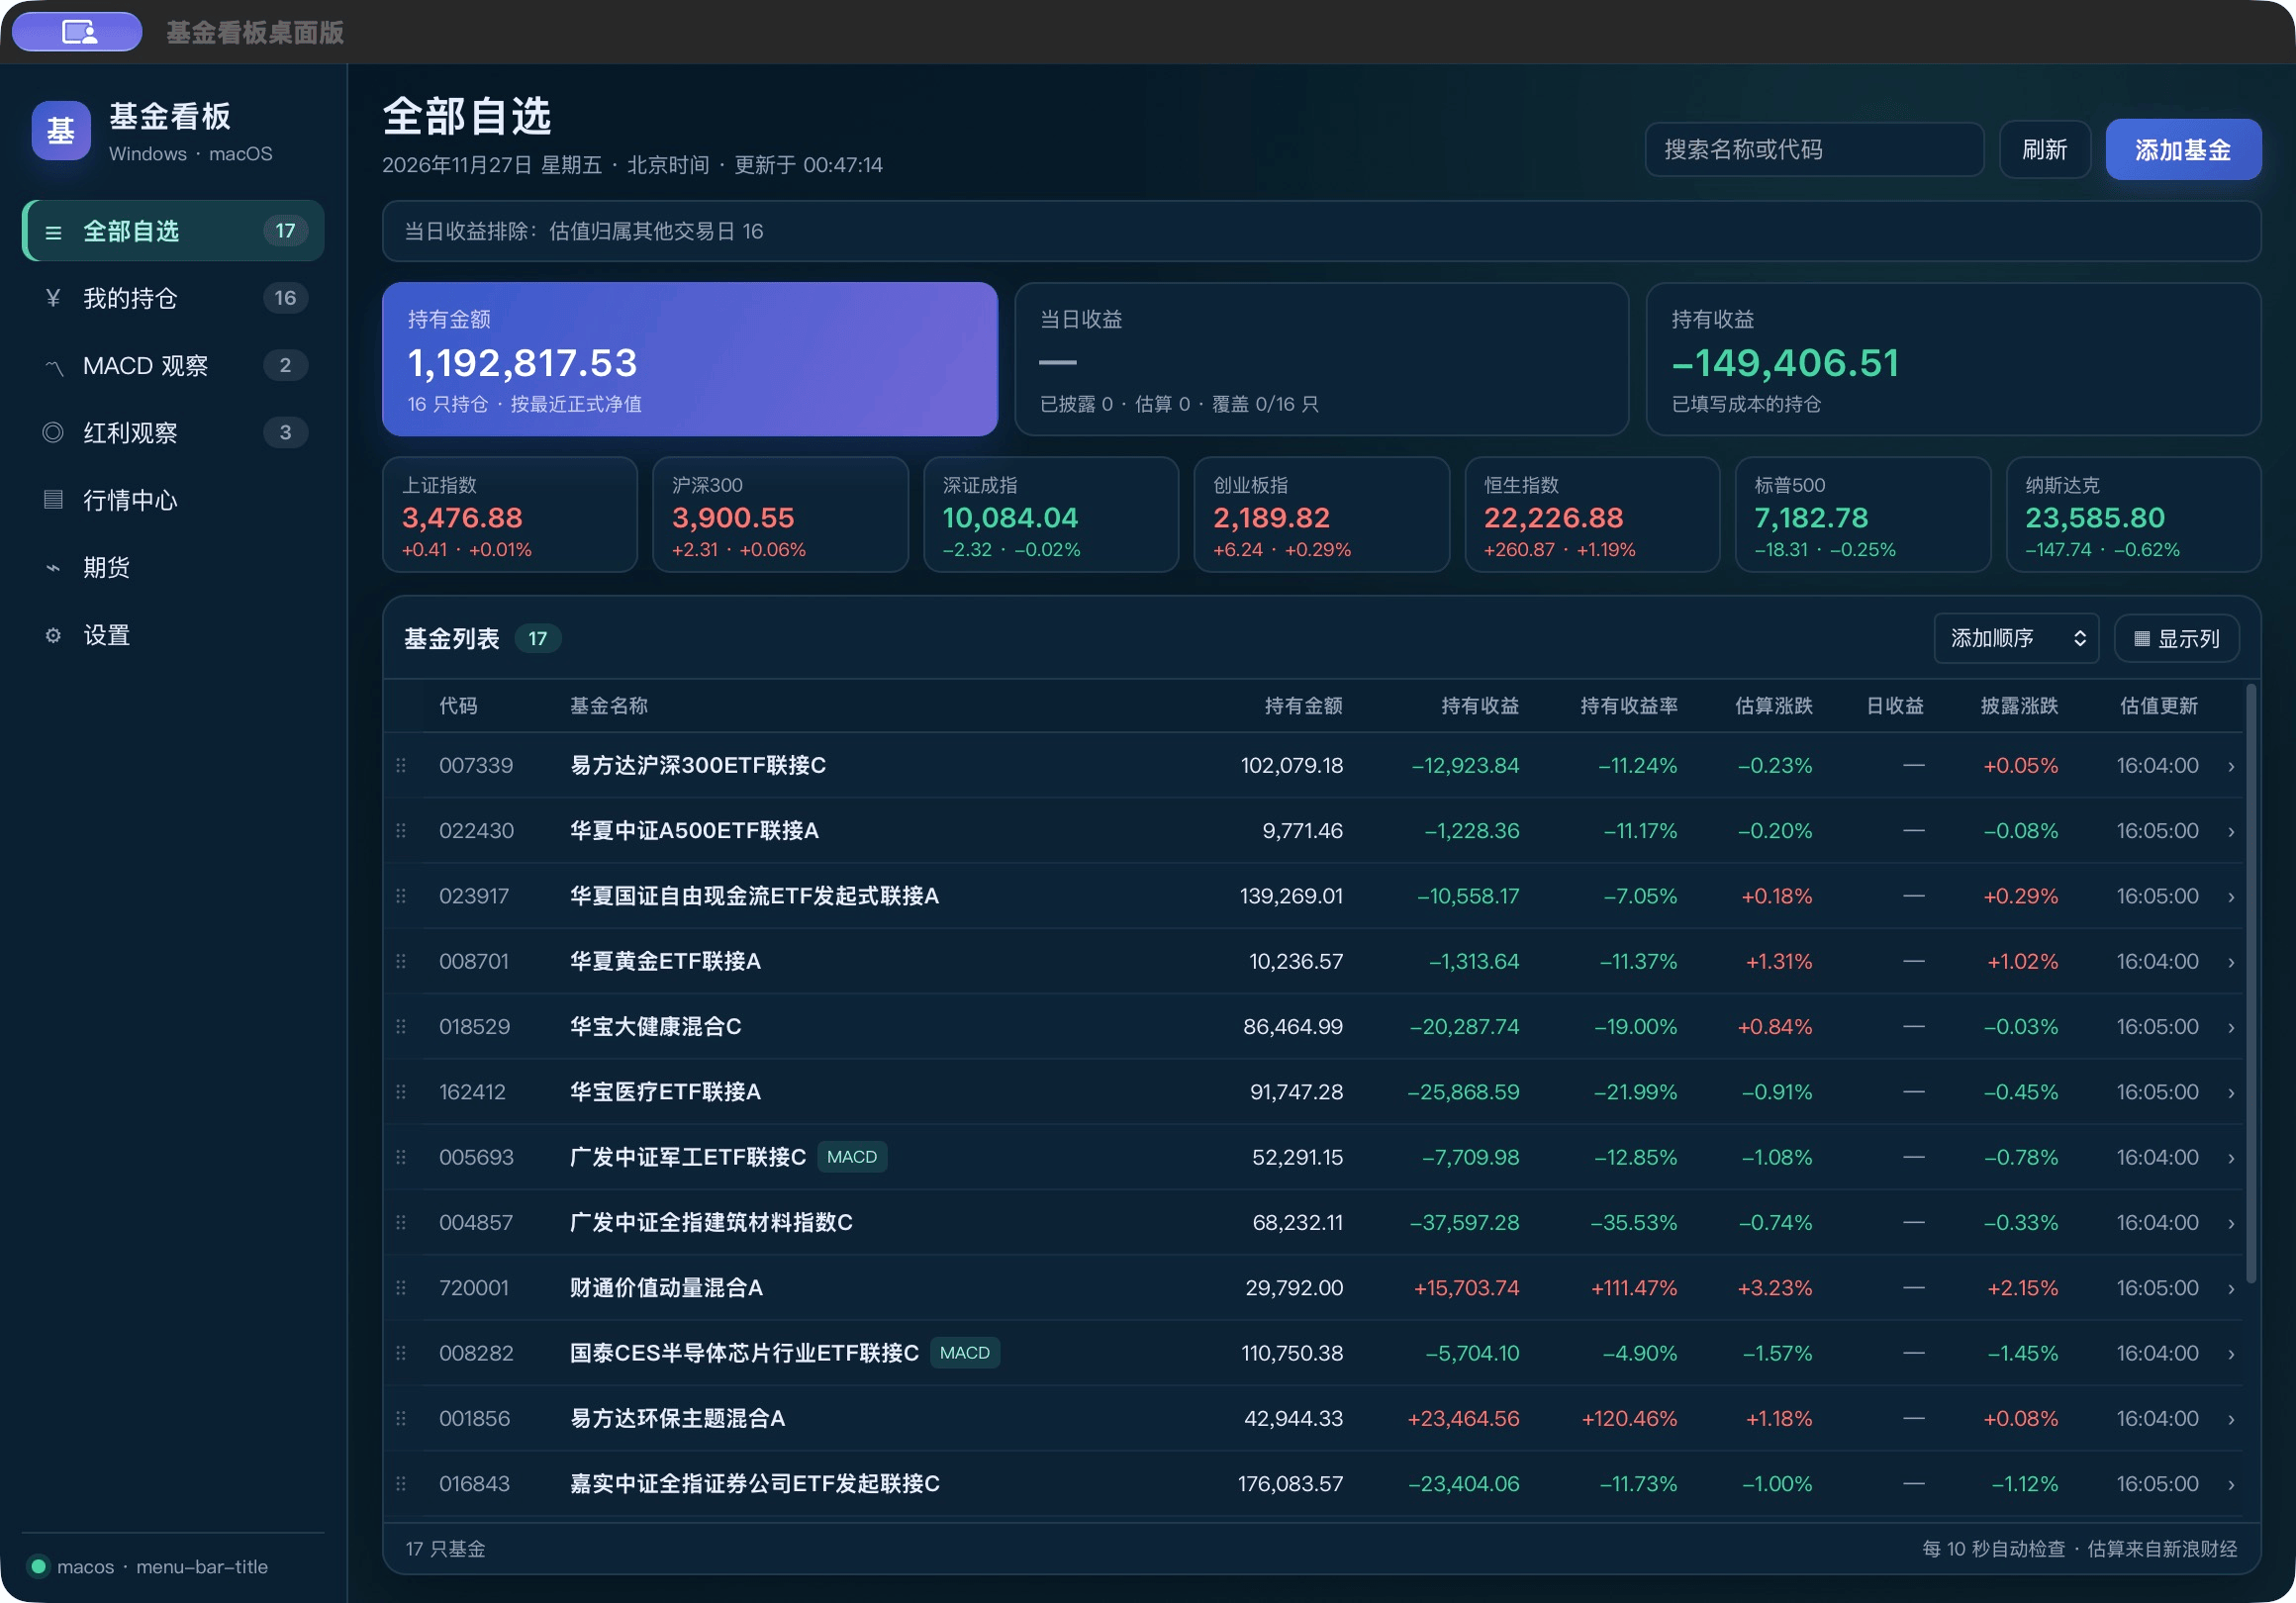 基金看板桌面版
基 基金看板
Windows · macOS
全部自选 17
我的持仓 16
MACD 观察 2
红利观察 3
行情中心
期货
设置
macos · menu-bar-title
全部自选
2026年11月27日 星期五 · 北京时间 · 更新于 00:47:14
搜索名称或代码 刷新 添加基金
当日收益排除：估值归属其他交易日 16
持有金额
1,192,817.53
16 只持仓 · 按最近正式净值
当日收益
—
已披露 0 · 估算 0 · 覆盖 0/16 只
持有收益
−149,406.51
已填写成本的持仓
上证指数
3,476.88
+0.41 · +0.01%
沪深300
3,900.55
+2.31 · +0.06%
深证成指
10,084.04
−2.32 · −0.02%
创业板指
2,189.82
+6.24 · +0.29%
恒生指数
22,226.88
+260.87 · +1.19%
标普500
7,182.78
−18.31 · −0.25%
纳斯达克
23,585.80
−147.74 · −0.62%
基金列表 17 添加顺序 显示列
代码 基金名称 持有金额 持有收益 持有收益率 估算涨跌 日收益 披露涨跌 估值更新
007339 易方达沪深300ETF联接C 102,079.18 −12,923.84 −11.24% −0.23% — +0.05% 16:04:00 ›
022430 华夏中证A500ETF联接A 9,771.46 −1,228.36 −11.17% −0.20% — −0.08% 16:05:00 ›
023917 华夏国证自由现金流ETF发起式联接A 139,269.01 −10,558.17 −7.05% +0.18% — +0.29% 16:05:00 ›
008701 华夏黄金ETF联接A 10,236.57 −1,313.64 −11.37% +1.31% — +1.02% 16:04:00 ›
018529 华宝大健康混合C 86,464.99 −20,287.74 −19.00% +0.84% — −0.03% 16:05:00 ›
162412 华宝医疗ETF联接A 91,747.28 −25,868.59 −21.99% −0.91% — −0.45% 16:05:00 ›
005693 广发中证军工ETF联接C MACD 52,291.15 −7,709.98 −12.85% −1.08% — −0.78% 16:04:00 ›
004857 广发中证全指建筑材料指数C 68,232.11 −37,597.28 −35.53% −0.74% — −0.33% 16:04:00 ›
720001 财通价值动量混合A 29,792.00 +15,703.74 +111.47% +3.23% — +2.15% 16:05:00 ›
008282 国泰CES半导体芯片行业ETF联接C MACD 110,750.38 −5,704.10 −4.90% −1.57% — −1.45% 16:04:00 ›
001856 易方达环保主题混合A 42,944.33 +23,464.56 +120.46% +1.18% — +0.08% 16:04:00 ›
016843 嘉实中证全指证券公司ETF发起联接C 176,083.57 −23,404.06 −11.73% −1.00% — −1.12% 16:05:00 ›
17 只基金 每 10 秒自动检查 · 估算来自新浪财经